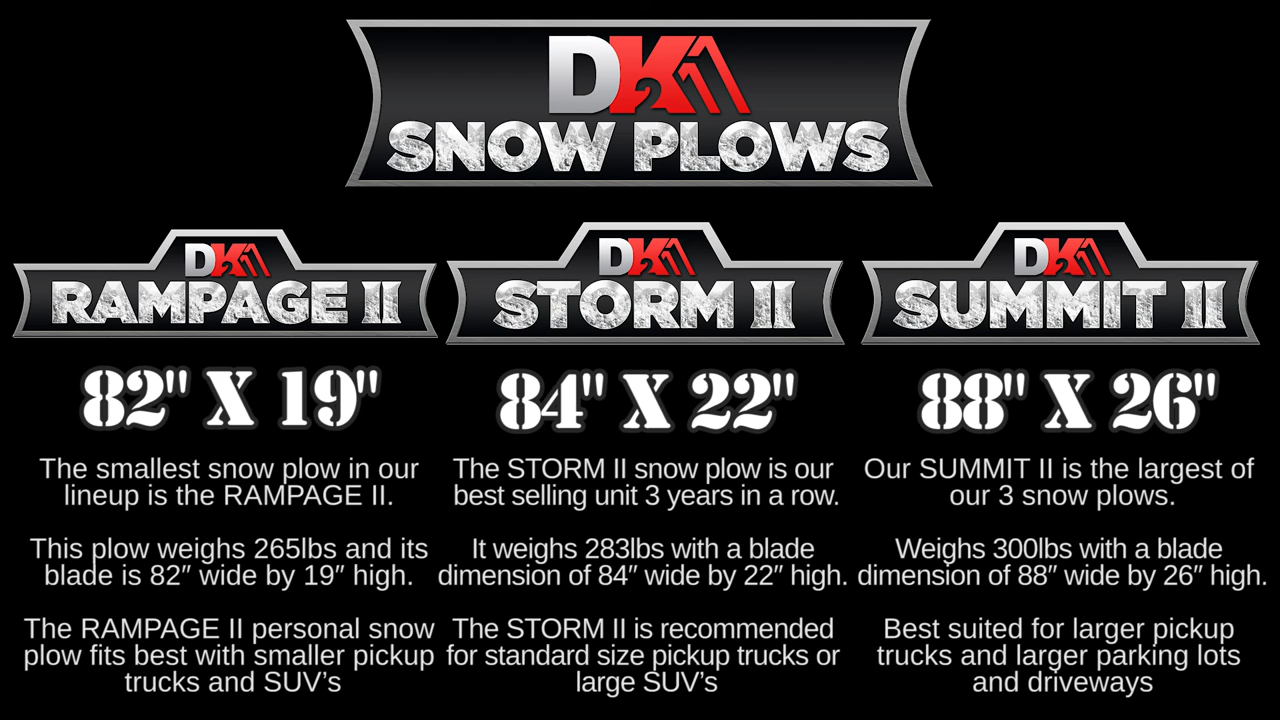 DK2
SNOW PLOWS
DK2
RAMPAGE II
DK2
STORM II
DK2
SUMMIT II
82" X 19"
84" X 22"
88" X 26"
The smallest snow plow in our
lineup is the RAMPAGE II.
This plow weighs 265lbs and its
blade is 82″ wide by 19″ high.
The RAMPAGE II personal snow
plow fits best with smaller pickup
trucks and SUV’s
The STORM II snow plow is our
best selling unit 3 years in a row.
It weighs 283lbs with a blade
dimension of 84″ wide by 22″ high.
The STORM II is recommended
for standard size pickup trucks or
large SUV’s
Our SUMMIT II is the largest of
our 3 snow plows.
Weighs 300lbs with a blade
dimension of 88″ wide by 26″ high.
Best suited for larger pickup
trucks and larger parking lots
and driveways